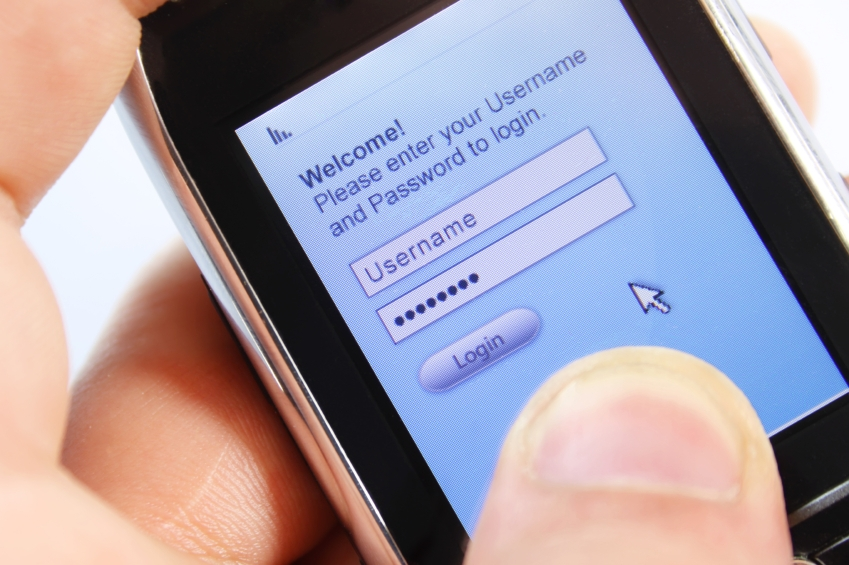 Welcome!
Please enter your Username
and Password to login.
Username
••••••••
Login